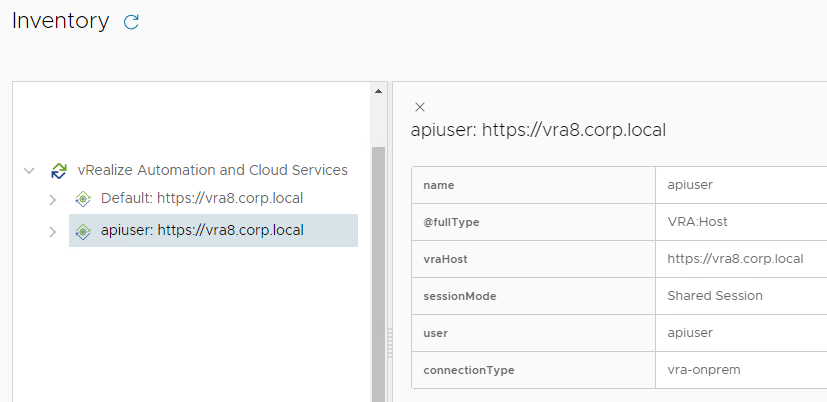 Inventory
vRealize Automation and Cloud Services
Default: https://vra8.corp.local
apiuser: https://vra8.corp.local
apiuser: https://vra8.corp.local
name apiuser
@fullType VRA:Host
vraHost https://vra8.corp.local
sessionMode Shared Session
user apiuser
connectionType vra-onprem